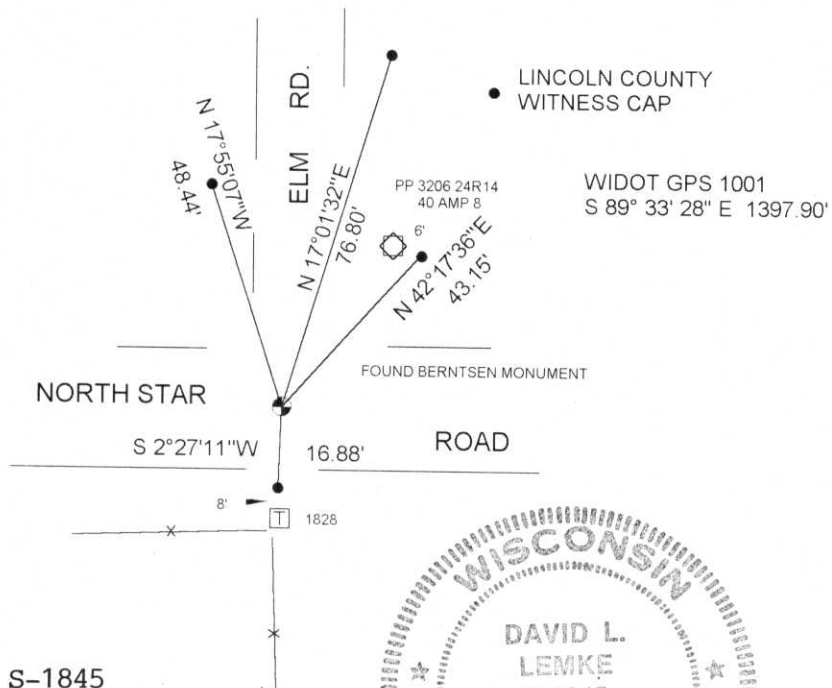 LINCOLN COUNTY
WITNESS CAP
ELM RD.
N 17°55'07"W
48.44'
N 17°01'32"E
76.80'
PP 3206 24R14
40 AMP 8
6'
N 42°17'36"E
43.15'
WIDOT GPS 1001
S 89° 33' 28" E 1397.90'
FOUND BERNTSEN MONUMENT
NORTH STAR
ROAD
S 2°27'11"W 16.88'
8'
T 1828
WISCONSIN
DAVID L.
LEMKE
S-1845